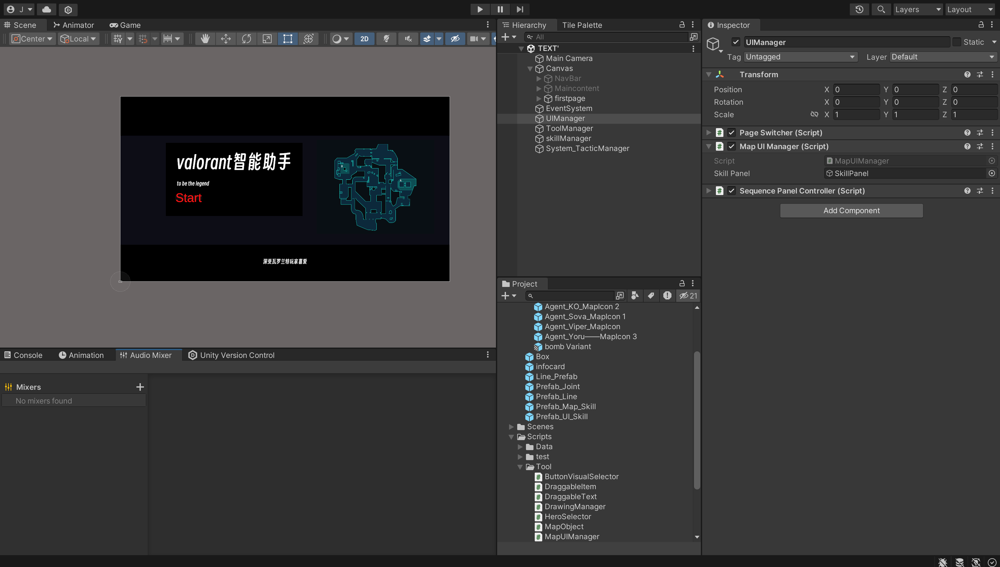 J
Layers
Layout
Scene
Animator
Game
Center
Local
2D
valorant智能助手
to be the legend
Start
B
A
深受瓦罗兰特玩家喜爱
Console
Animation
Audio Mixer
Unity Version Control
Mixers
No mixers found
Hierarchy
Tile Palette
All
TEXT'
Main Camera
Canvas
NavBar
Maincontent
firstpage
EventSystem
UIManager
ToolManager
skillManager
System_TacticManager
Project
21
Agent_KO_MapIcon 2
Agent_Sova_MapIcon 1
Agent_Viper_MapIcon
Agent_Yoru——MapIcon 3
bomb Variant
Box
infocard
Line_Prefab
Prefab_Joint
Prefab_Line
Prefab_Map_Skill
Prefab_UI_Skill
Scenes
Scripts
Data
test
Tool
ButtonVisualSelector
DraggableItem
DraggableText
DrawingManager
HeroSelector
MapObject
MapUIManager
Inspector
UIManager
Static
Tag Untagged Layer Default
Transform
Position X 0 Y 0 Z 0
Rotation X 0 Y 0 Z 0
Scale X 1 Y 1 Z 1
Page Switcher (Script)
Map UI Manager (Script)
Script MapUIManager
Skill Panel SkillPanel
Sequence Panel Controller (Script)
Add Component